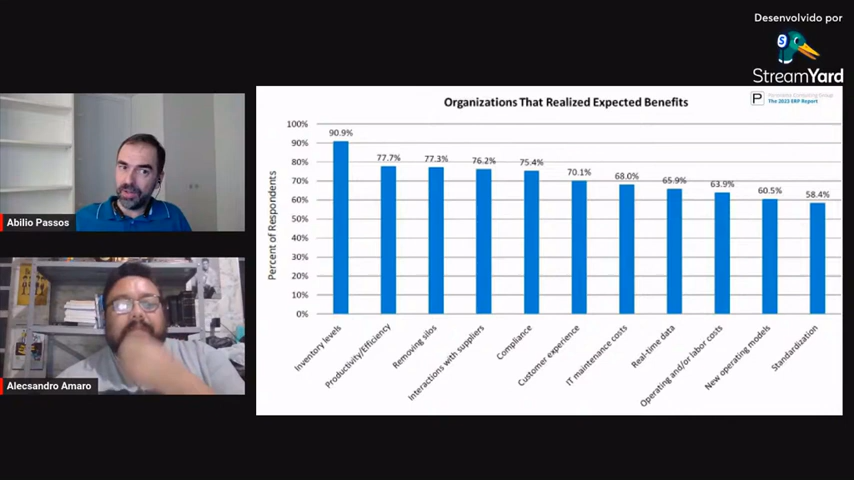 Desenvolvido por
StreamYard
Organizations That Realized Expected Benefits
P
Panorama Consulting Group
The 2023 ERP Report
Percent of Respondents
100%
90%
80%
70%
60%
50%
40%
30%
20%
10%
0%
90.9%
77.7%
77.3%
76.2%
75.4%
70.1%
68.0%
65.9%
63.9%
60.5%
58.4%
Inventory levels
Productivity/Efficiency
Removing silos
Interactions with suppliers
Compliance
Customer experience
IT maintenance costs
Real-time data
Operating and/or labor costs
New operating models
Standardization
Abilio Passos
Alecsandro Amaro